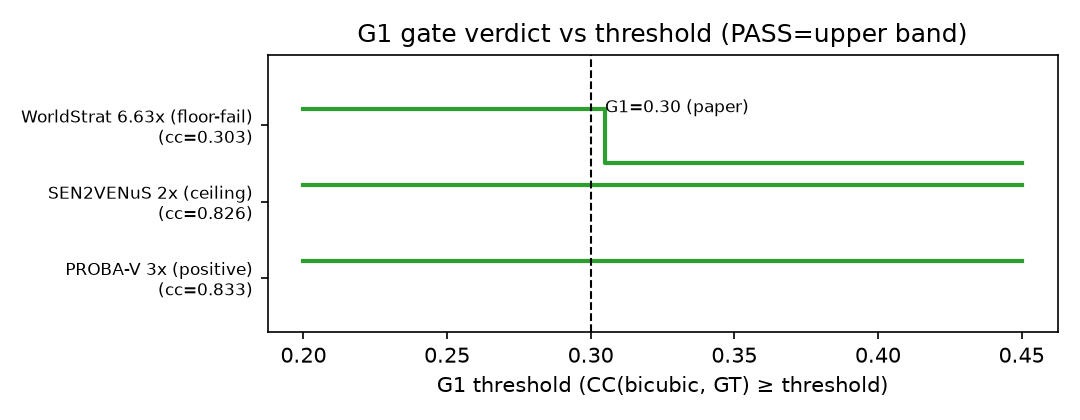 G1 gate verdict vs threshold (PASS=upper band)
WorldStrat 6.63x (floor-fail)
(cc=0.303)
G1=0.30 (paper)
SEN2VENuS 2x (ceiling)
(cc=0.826)
PROBA-V 3x (positive)
(cc=0.833)
0.20 0.25 0.30 0.35 0.40 0.45
G1 threshold (CC(bicubic, GT) ≥ threshold)